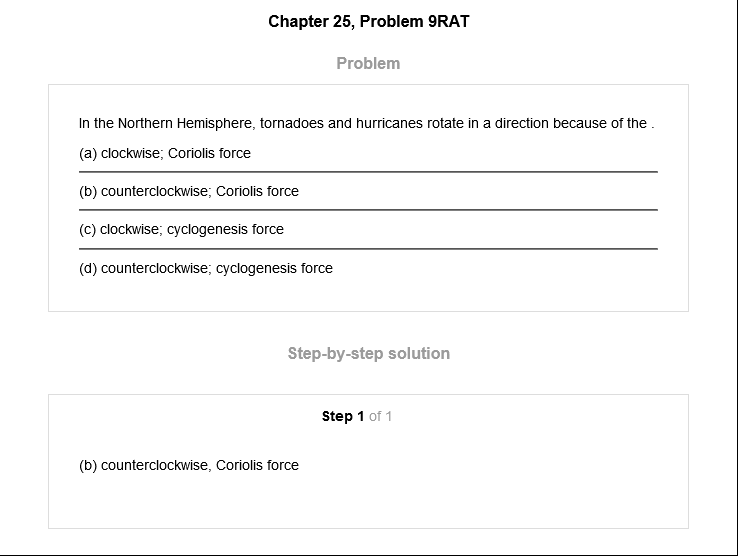 Chapter 25, Problem 9RAT
Problem
In the Northern Hemisphere, tornadoes and hurricanes rotate in a direction because of the .
(a) clockwise; Coriolis force
(b) counterclockwise; Coriolis force
(c) clockwise; cyclogenesis force
(d) counterclockwise; cyclogenesis force
Step-by-step solution
Step 1 of 1
(b) counterclockwise, Coriolis force